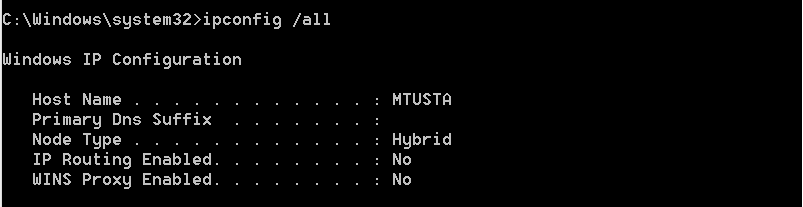 C:\Windows\system32>ipconfig /all
Windows IP Configuration
Host Name . . . . . . . . . . . . : MTUSTA
Primary Dns Suffix  . . . . . . . :
Node Type . . . . . . . . . . . . : Hybrid
IP Routing Enabled. . . . . . . . : No
WINS Proxy Enabled. . . . . . . . : No